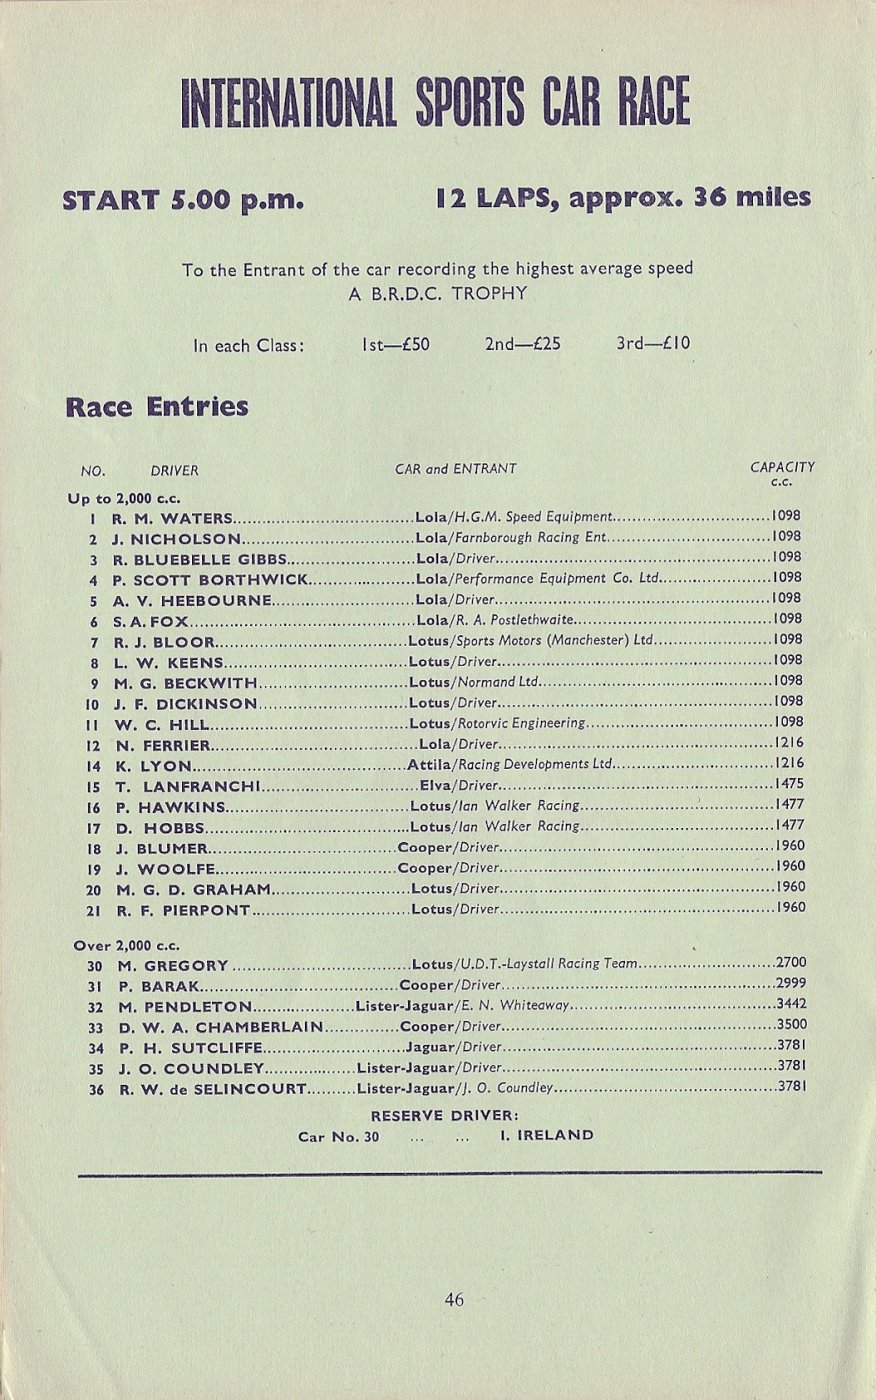 INTERNATIONAL SPORTS CAR RACE
START 5.00 p.m. 12 LAPS, approx. 36 miles
To the Entrant of the car recording the highest average speed
A B.R.D.C. TROPHY
In each Class: 1st—£50 2nd—£25 3rd—£10
Race Entries
NO. DRIVER CAR and ENTRANT CAPACITY
c.c.
Up to 2,000 c.c.
1 R. M. WATERS Lola/H.G.M. Speed Equipment 1098
2 J. NICHOLSON Lola/Farnborough Racing Ent. 1098
3 R. BLUEBELLE GIBBS Lola/Driver 1098
4 P. SCOTT BORTHWICK Lola/Performance Equipment Co. Ltd. 1098
5 A. V. HEEBOURNE Lola/Driver 1098
6 S. A. FOX Lola/R. A. Postlethwaite 1098
7 R. J. BLOOR Lotus/Sports Motors (Manchester) Ltd. 1098
8 L. W. KEENS Lotus/Driver 1098
9 M. G. BECKWITH Lotus/Normand Ltd. 1098
10 J. F. DICKINSON Lotus/Driver 1098
11 W. C. HILL Lotus/Rotorvic Engineering 1098
12 N. FERRIER Lola/Driver 1216
14 K. LYON Attila/Racing Developments Ltd. 1216
15 T. LANFRANCHI Elva/Driver 1475
16 P. HAWKINS Lotus/Ian Walker Racing 1477
17 D. HOBBS Lotus/Ian Walker Racing 1477
18 J. BLUMER Cooper/Driver 1960
19 J. WOOLFE Cooper/Driver 1960
20 M. G. D. GRAHAM Lotus/Driver 1960
21 R. F. PIERPONT Lotus/Driver 1960
Over 2,000 c.c.
30 M. GREGORY Lotus/U.D.T.-Laystall Racing Team 2700
31 P. BARAK Cooper/Driver 2999
32 M. PENDLETON Lister-Jaguar/E. N. Whiteaway 3442
33 D. W. A. CHAMBERLAIN Cooper/Driver 3500
34 P. H. SUTCLIFFE Jaguar/Driver 3781
35 J. O. COUNDLEY Lister-Jaguar/Driver 3781
36 R. W. de SELINCOURT Lister-Jaguar/J. O. Coundley 3781
RESERVE DRIVER:
Car No. 30 ... ... I. IRELAND
46